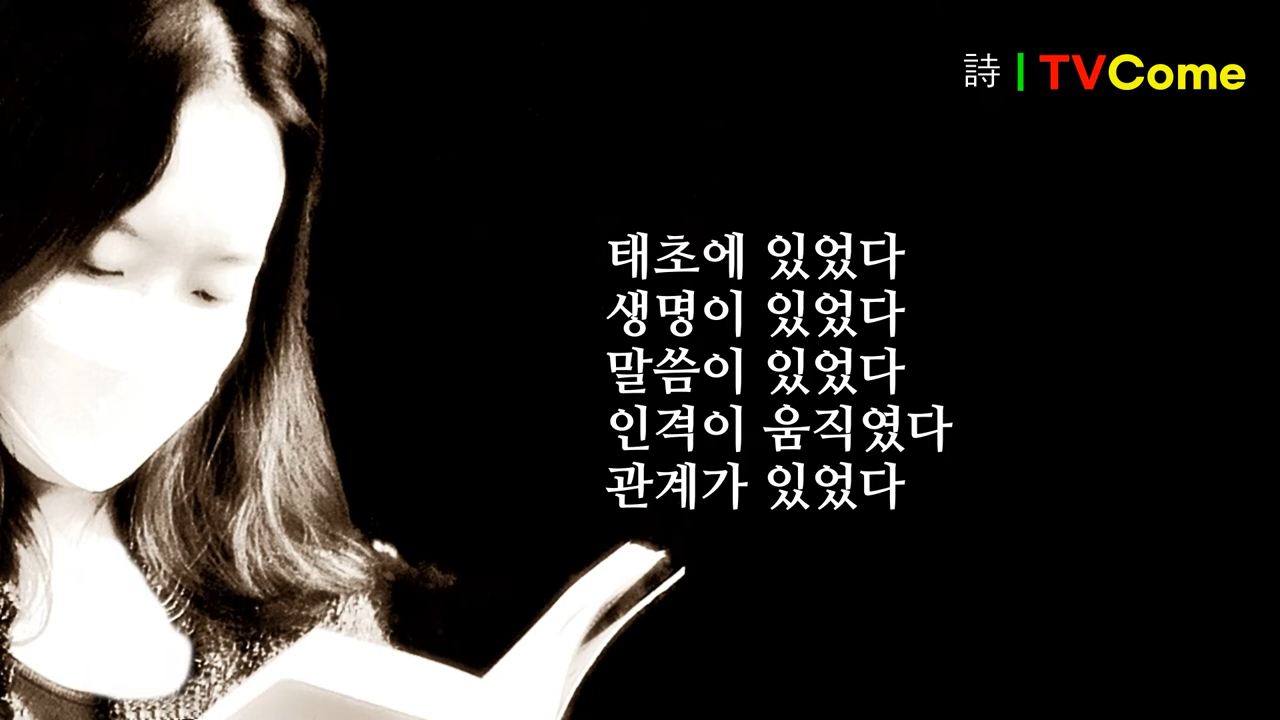 詩 | TVCome
태초에 있었다
생명이 있었다
말씀이 있었다
인격이 움직였다
관계가 있었다